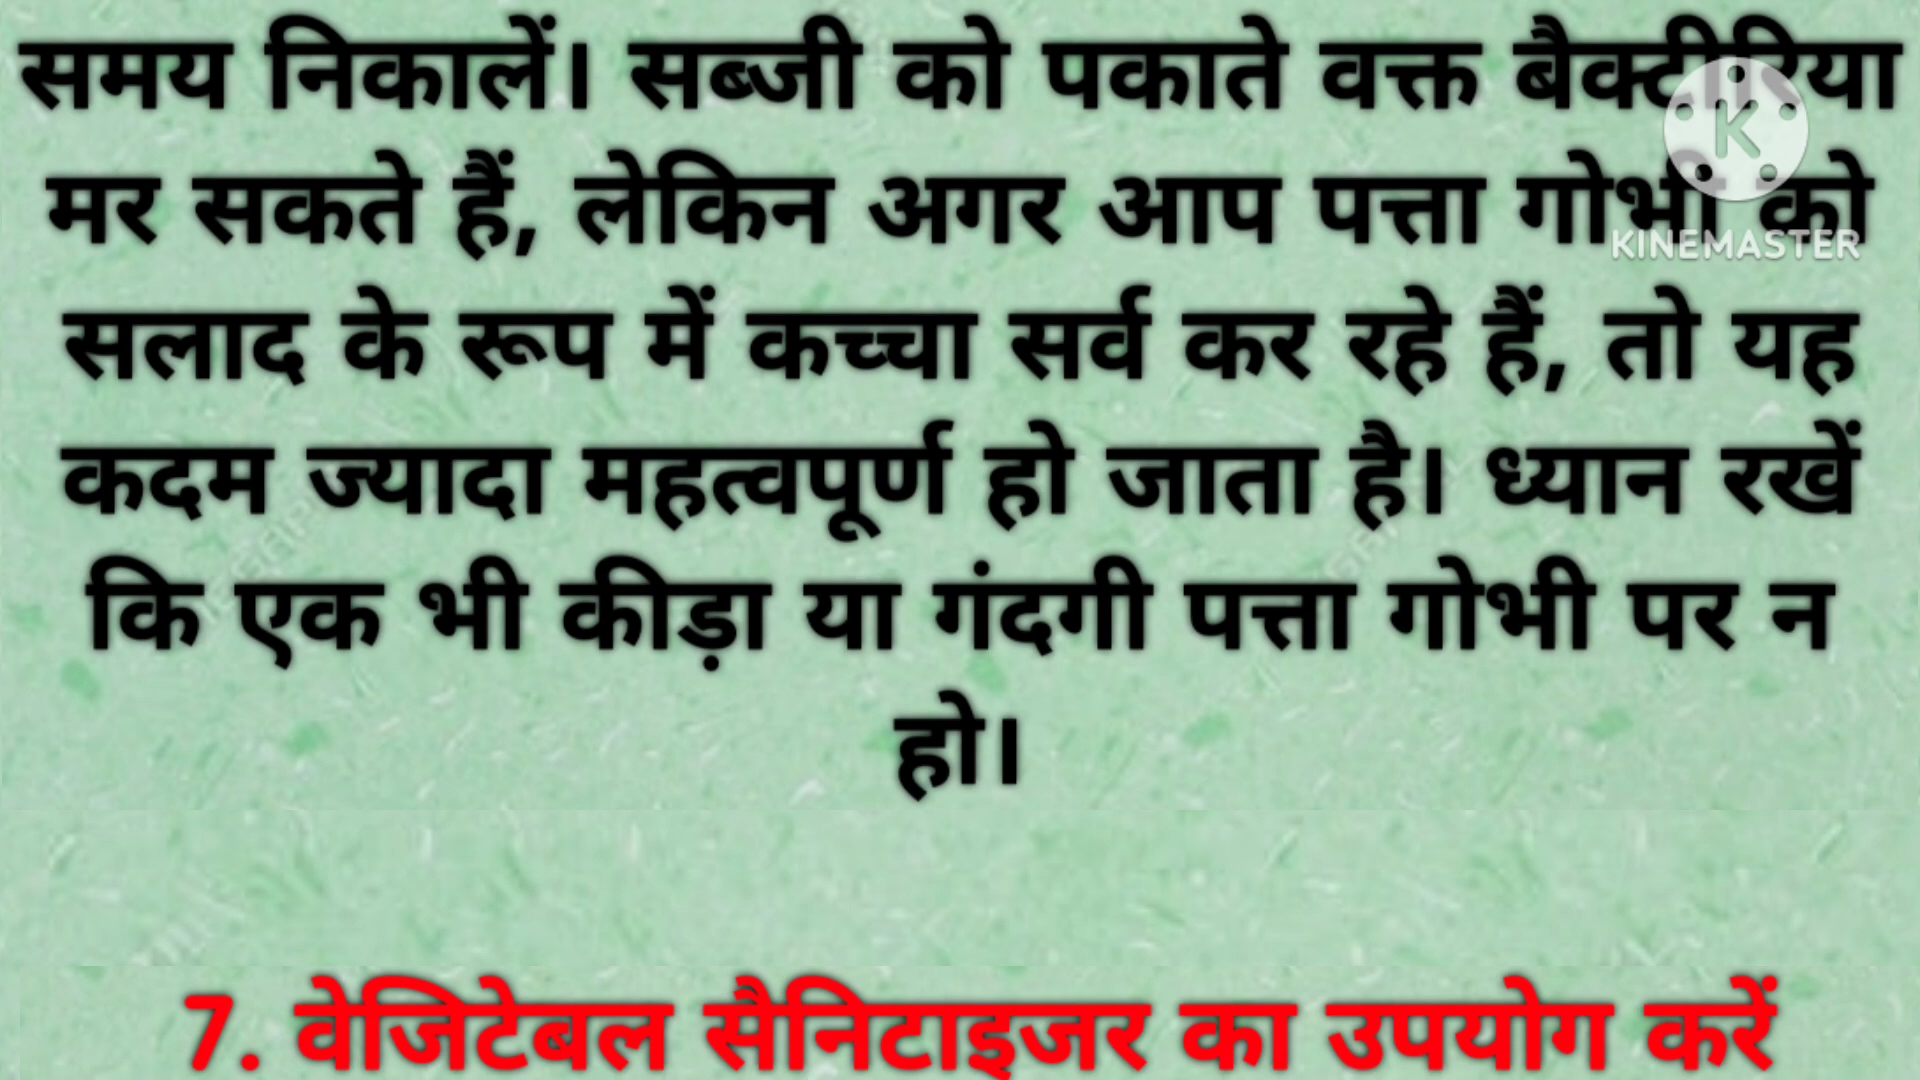 समय निकालें। सब्जी को पकाते वक्त बैक्टीरिया
मर सकते हैं, लेकिन अगर आप पत्ता गोभी को
KINEMASTER
सलाद के रूप में कच्चा सर्व कर रहे हैं, तो यह
कदम ज्यादा महत्वपूर्ण हो जाता है। ध्यान रखें
कि एक भी कीड़ा या गंदगी पत्ता गोभी पर न
हो।
7. वेजिटेबल सैनिटाइजर का उपयोग करें